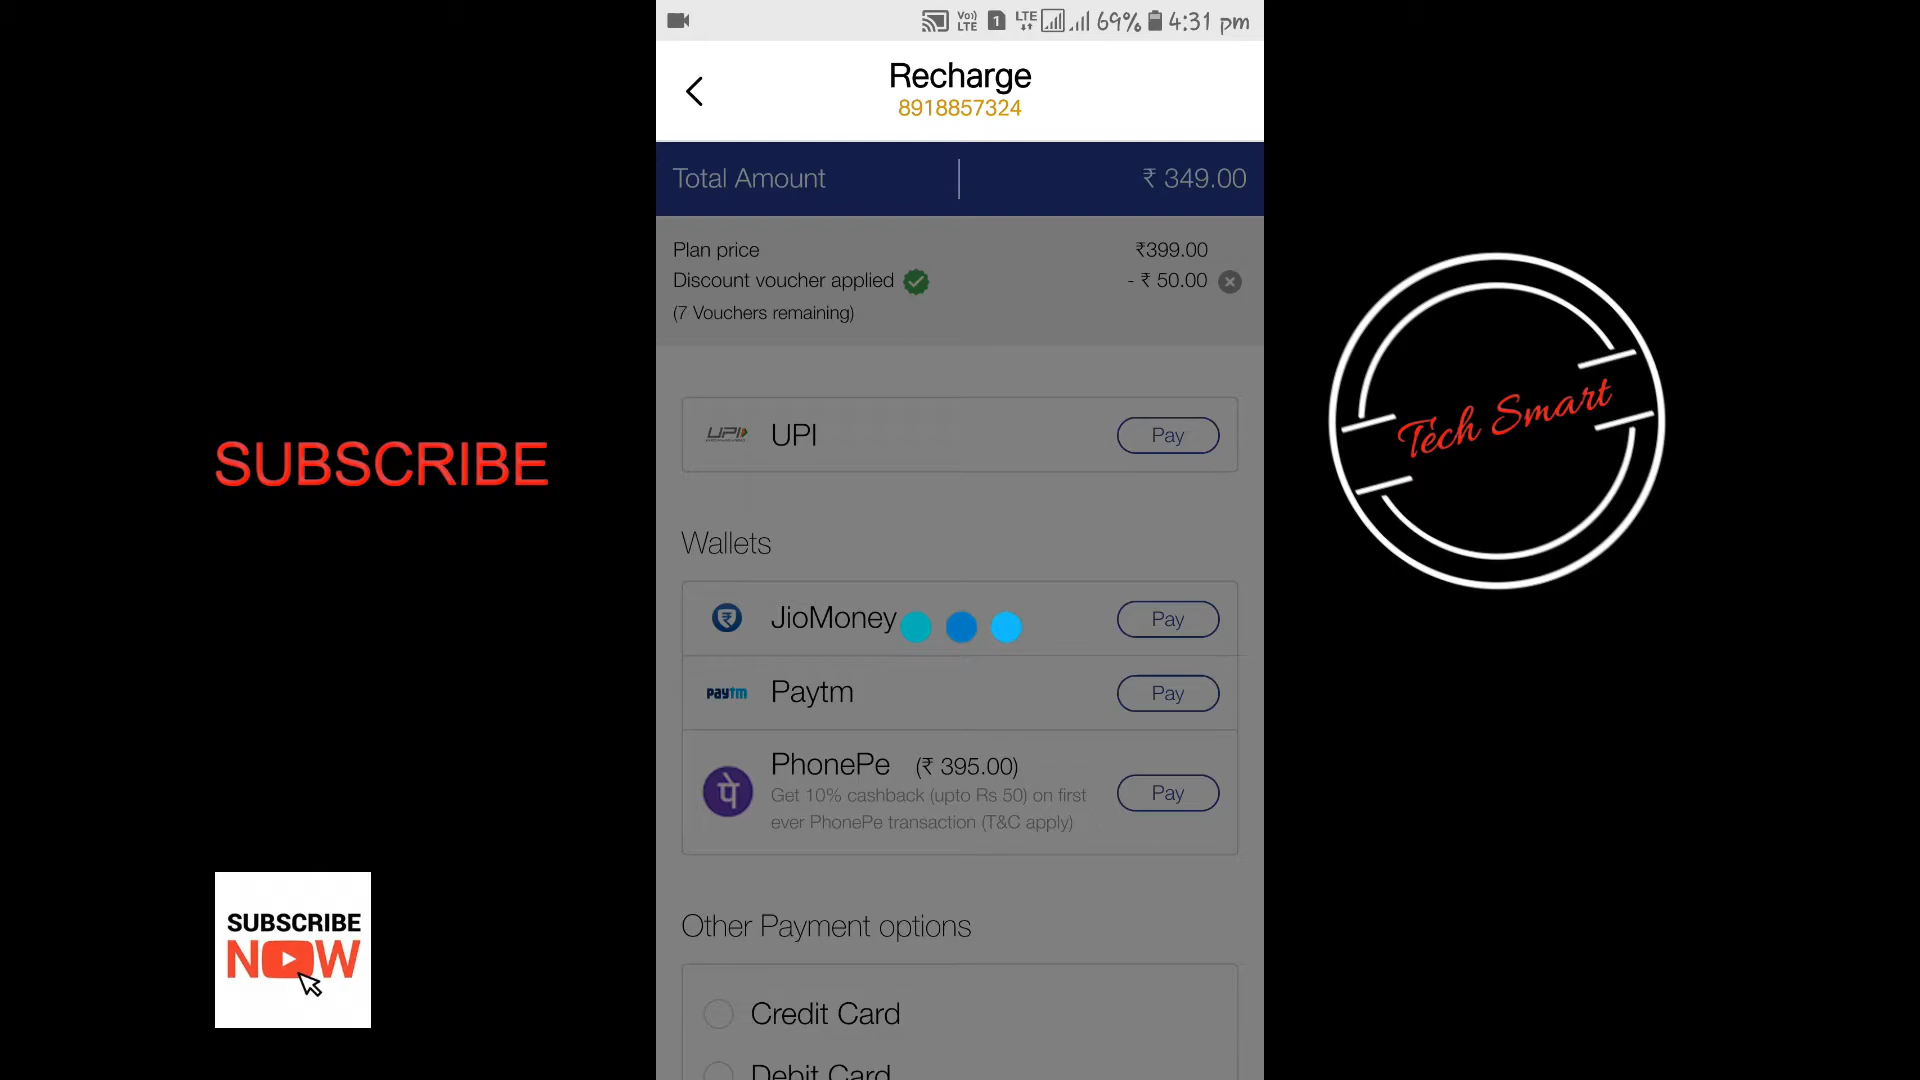 Vo))
LTE
1
LTE
69%
4:31 pm
Recharge
8918857324
Total Amount
₹ 349.00
Plan price
₹399.00
Discount voucher applied
- ₹ 50.00
(7 Vouchers remaining)
UPI
UPI
Pay
Wallets
JioMoney
Pay
paytm
Paytm
Pay
पे
PhonePe (₹ 395.00)
Get 10% cashback (upto Rs 50) on first
ever PhonePe transaction (T&C apply)
Pay
Other Payment options
Credit Card
Debit Card
SUBSCRIBE
SUBSCRIBE
NOW
Tech Smart